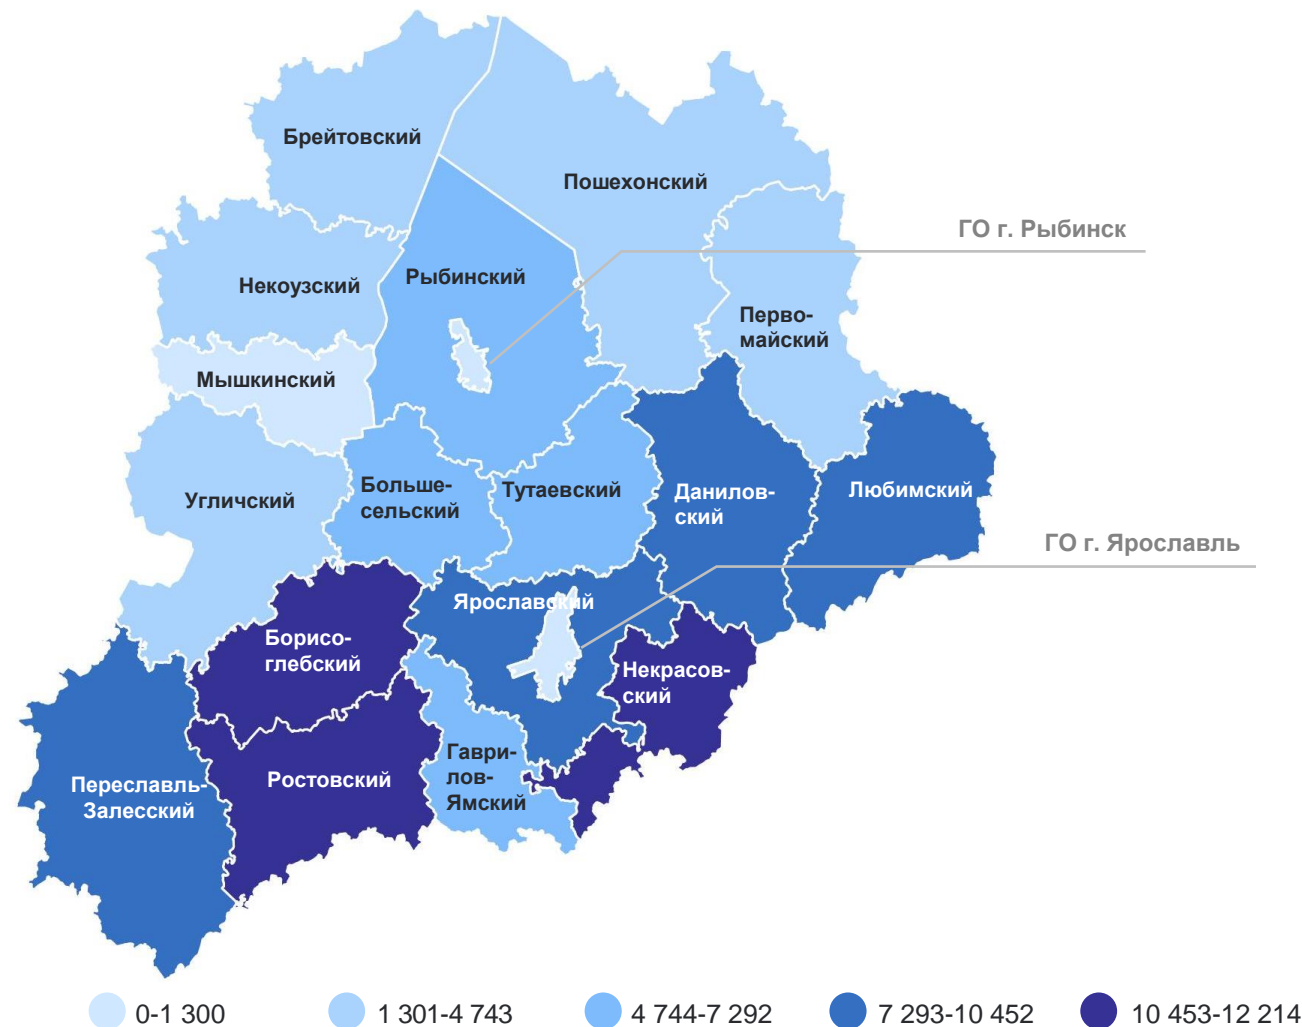 Брейтовский
Пошехонский
ГО г. Рыбинск
Некоузский
Рыбинский
Перво-
майский
Мышкинский
Угличский
Больше-
сельский
Тутаевский
Данилов-
ский
Любимский
ГО г. Ярославль
Ярославский
Борисо-
глебский
Некрасов-
ский
Переславль-
Залесский
Ростовский
Гаври-
лов-
Ямский
0-1 300
1 301-4 743
4 744-7 292
7 293-10 452
10 453-12 214